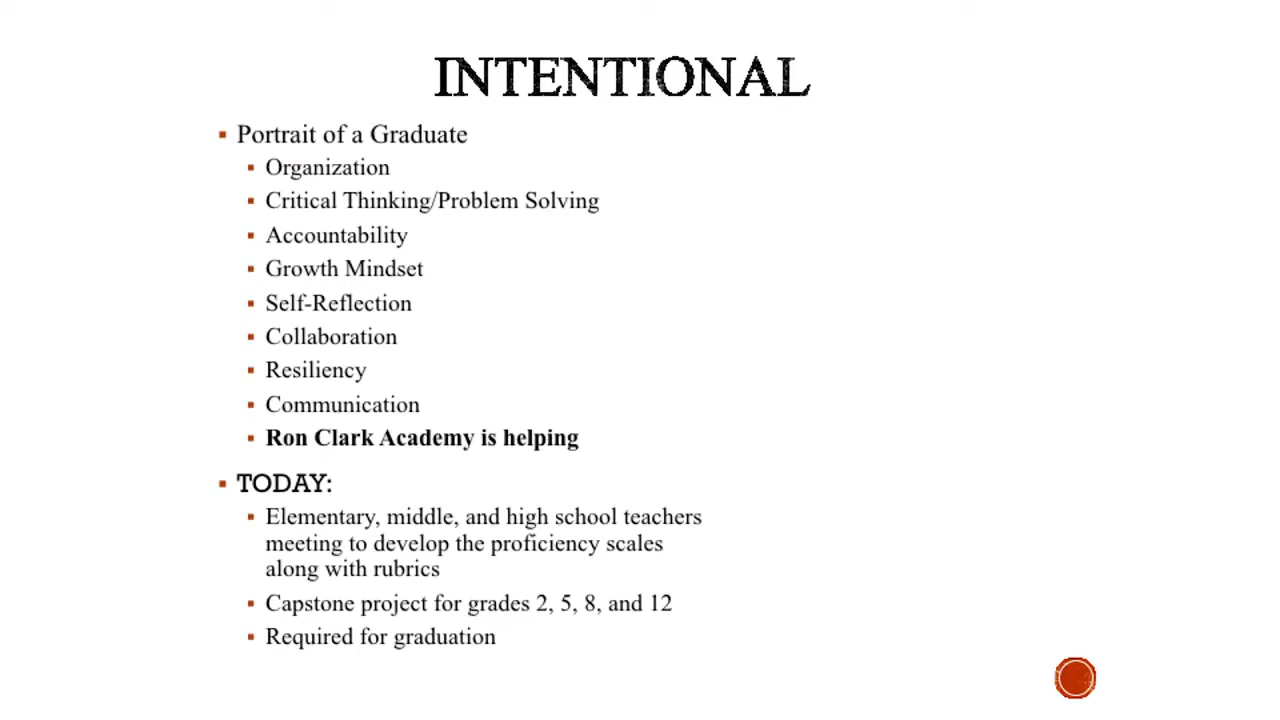 INTENTIONAL
▪ Portrait of a Graduate
▪ Organization
▪ Critical Thinking/Problem Solving
▪ Accountability
▪ Growth Mindset
▪ Self-Reflection
▪ Collaboration
▪ Resiliency
▪ Communication
▪ Ron Clark Academy is helping
▪ TODAY:
▪ Elementary, middle, and high school teachers
meeting to develop the proficiency scales
along with rubrics
▪ Capstone project for grades 2, 5, 8, and 12
▪ Required for graduation